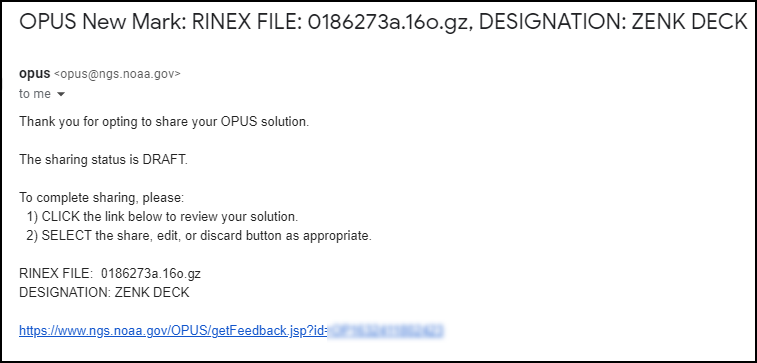 OPUS New Mark: RINEX FILE: 0186273a.16o.gz, DESIGNATION: ZENK DECK
opus <opus@ngs.noaa.gov>
to me
Thank you for opting to share your OPUS solution.
The sharing status is DRAFT.
To complete sharing, please:
1) CLICK the link below to review your solution.
2) SELECT the share, edit, or discard button as appropriate.
RINEX FILE: 0186273a.16o.gz
DESIGNATION: ZENK DECK
https://www.ngs.noaa.gov/OPUS/getFeedback.jsp?id=